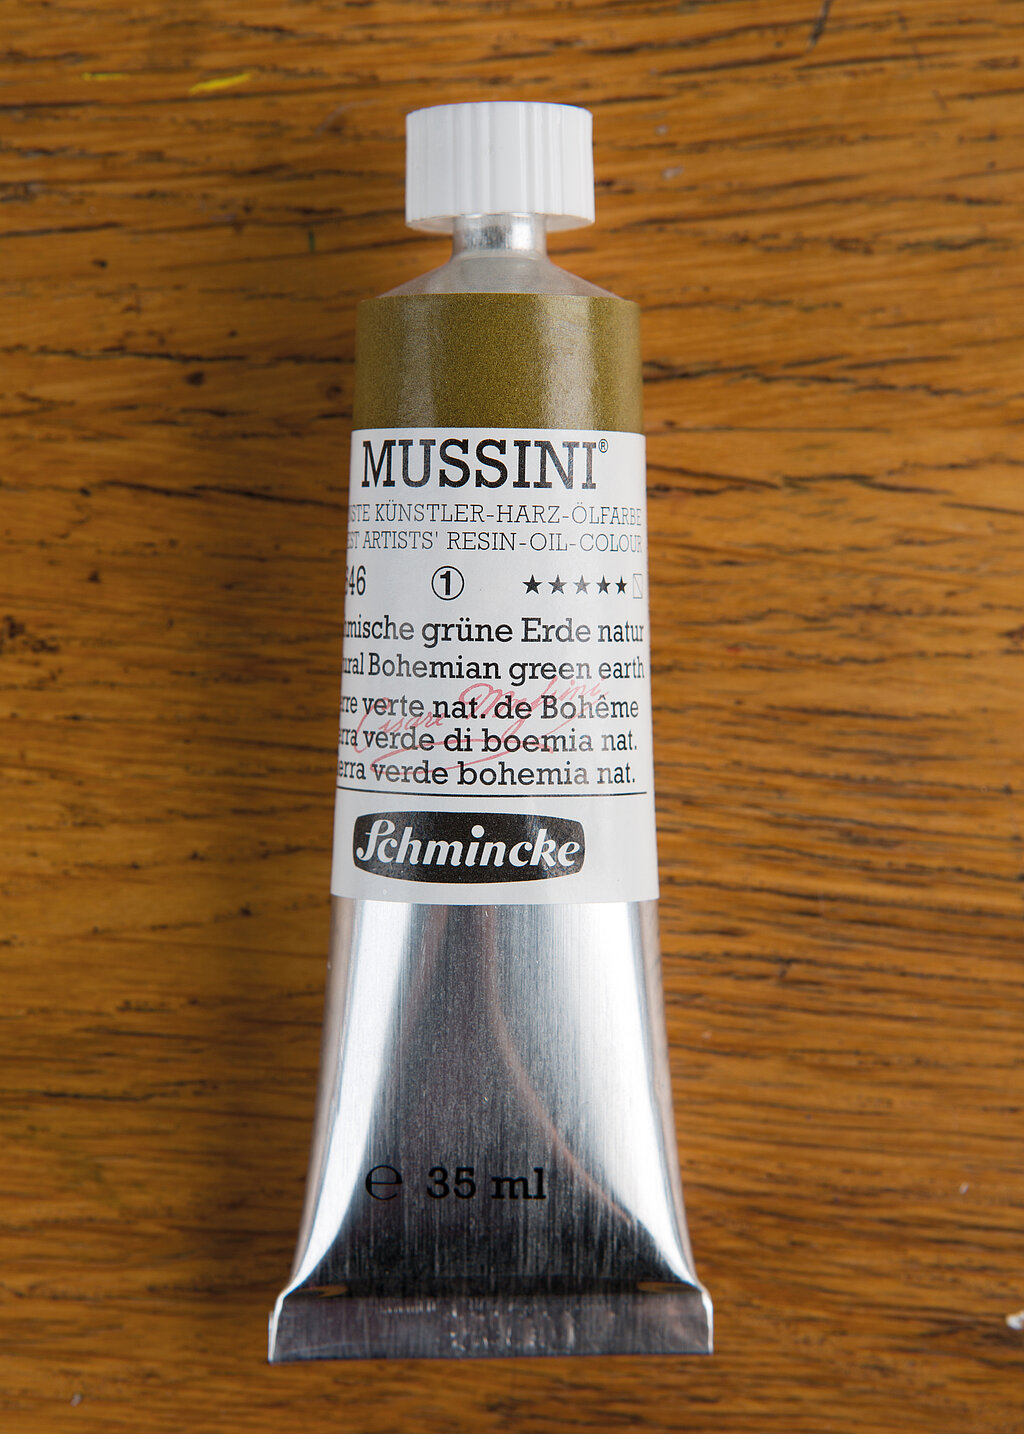 MUSSINI®
KÜNSTLER-HARZ-ÖLFARBE
ARTISTS' RESIN-OIL-COLOUR
1 ★★★★★
grüne Erde natur
Bohemian green earth
verte nat. de Bohême
verde di boemia nat.
verde bohemia nat.
Schmincke
℮ 35 ml